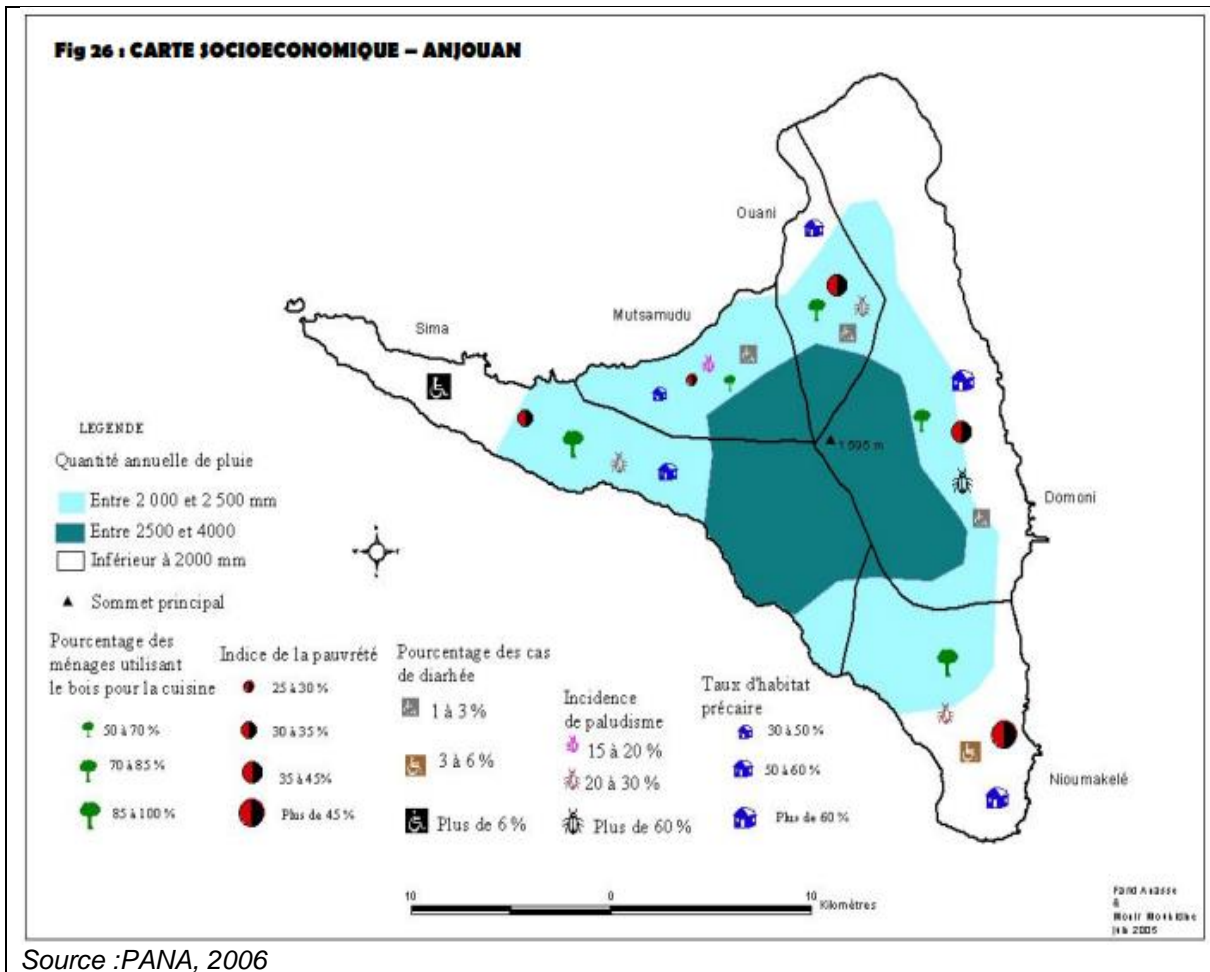 Fig 26 : CARTE SOCIOECONOMIQUE – ANJOUAN
Ouani
Mutsamudu
Sima
1 595 m
Domoni
Nioumakelé
LEGENDE
Quantité annuelle de pluie
Entre 2 000 et 2 500 mm
Entre 2500 et 4000
Inférieur à 2000 mm
Sommet principal
Pourcentage des
ménages utilisant
le bois pour la cuisine
50 à 70 %
70 à 85 %
85 à 100 %
Indice de la pauvrété
25 à 30 %
30 à 35 %
35 à 45%
Plus de 45 %
Pourcentage des cas
de diarhée
1 à 3 %
3 à 6 %
Plus de 6 %
Incidence
de paludisme
15 à 20 %
20 à 30 %
Plus de 60 %
Taux d'habitat
précaire
30 à 50 %
50 à 60 %
Plus de 60 %
10 0 10
Kilomètres
&
2005
Source :PANA, 2006